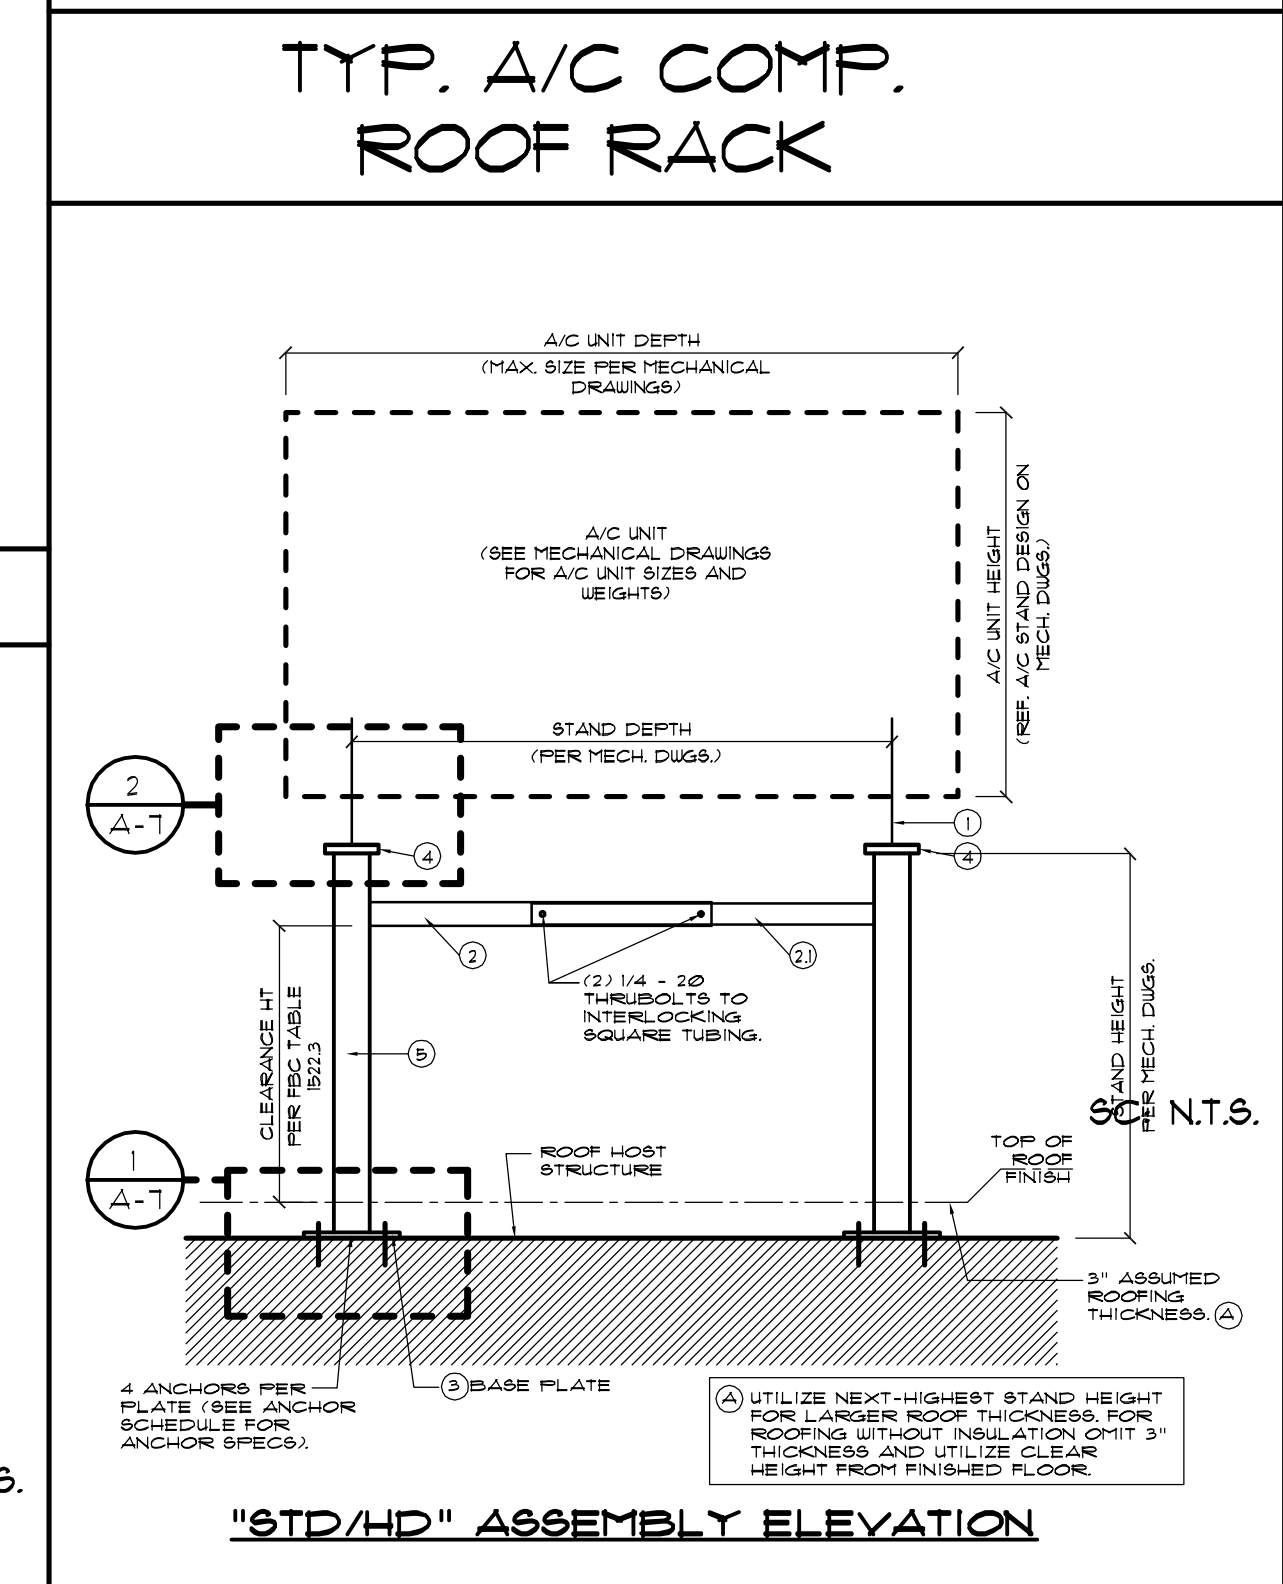 TYP. A/C COMP.
ROOF RACK
A/C UNIT DEPTH
(MAX. SIZE PER MECHANICAL
DRAWINGS)
A/C UNIT
(SEE MECHANICAL DRAWINGS
FOR A/C UNIT SIZES AND
WEIGHTS)
A/C UNIT HEIGHT
(REF. A/C STAND DESIGN ON
MECH. DWGS.)
STAND DEPTH
(PER MECH. DWGS.)
2
A-7
1
4
4
2
2.1
(2) 1/4 - 20
THRUBOLTS TO
INTERLOCKING
SQUARE TUBING.
CLEARANCE HT
PER FBC TABLE
1522.3
5
STAND HEIGHT
PER MECH. DWGS.
SC N.T.S.
1
A-7
ROOF HOST
STRUCTURE
TOP OF
ROOF
FINISH
3" ASSUMED
ROOFING
THICKNESS. A
4 ANCHORS PER
PLATE (SEE ANCHOR
SCHEDULE FOR
ANCHOR SPECS).
3 BASE PLATE
A UTILIZE NEXT-HIGHEST STAND HEIGHT
FOR LARGER ROOF THICKNESS. FOR
ROOFING WITHOUT INSULATION OMIT 3"
THICKNESS AND UTILIZE CLEAR
HEIGHT FROM FINISHED FLOOR.
S.
"STD/HD" ASSEMBLY ELEVATION